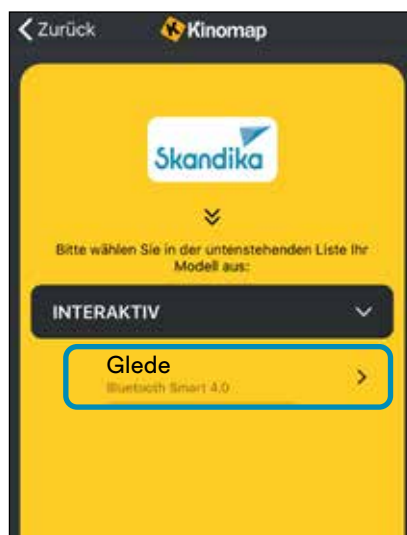 Zurück
Kinomap
Skandika
Bitte wählen Sie in der untenstehenden Liste Ihr
Modell aus:
INTERAKTIV
Glede
Bluetooth Smart 4.0